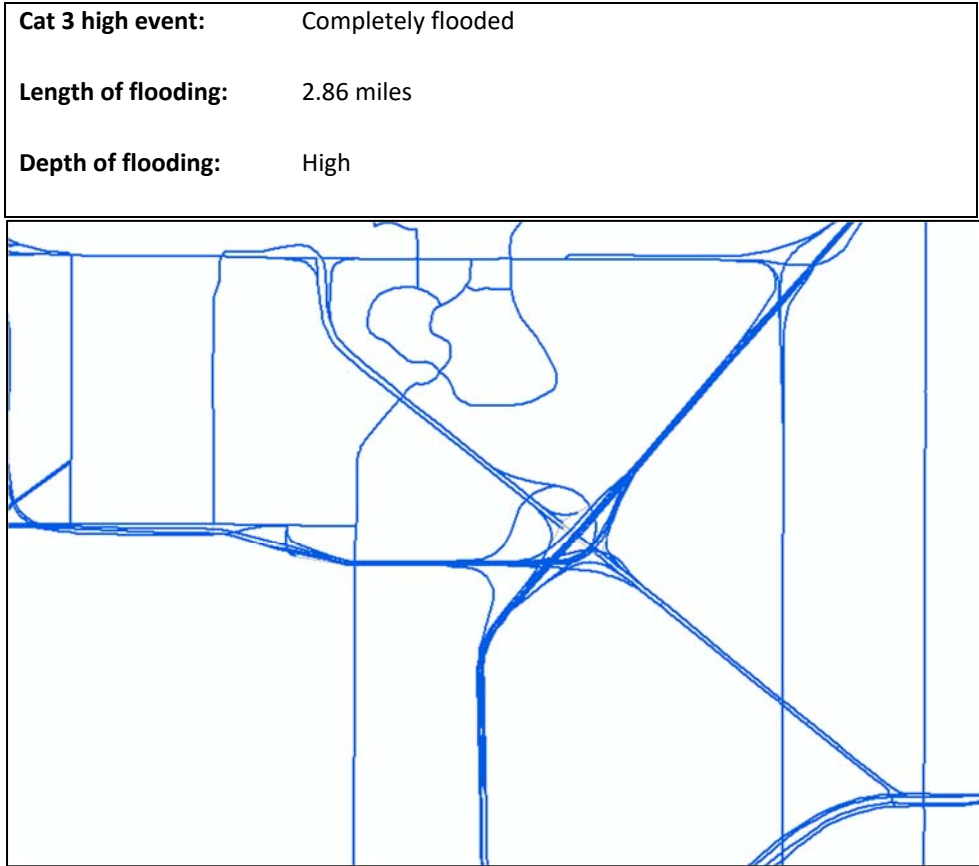 Cat 3 high event: Completely flooded
Length of flooding: 2.86 miles
Depth of flooding: High